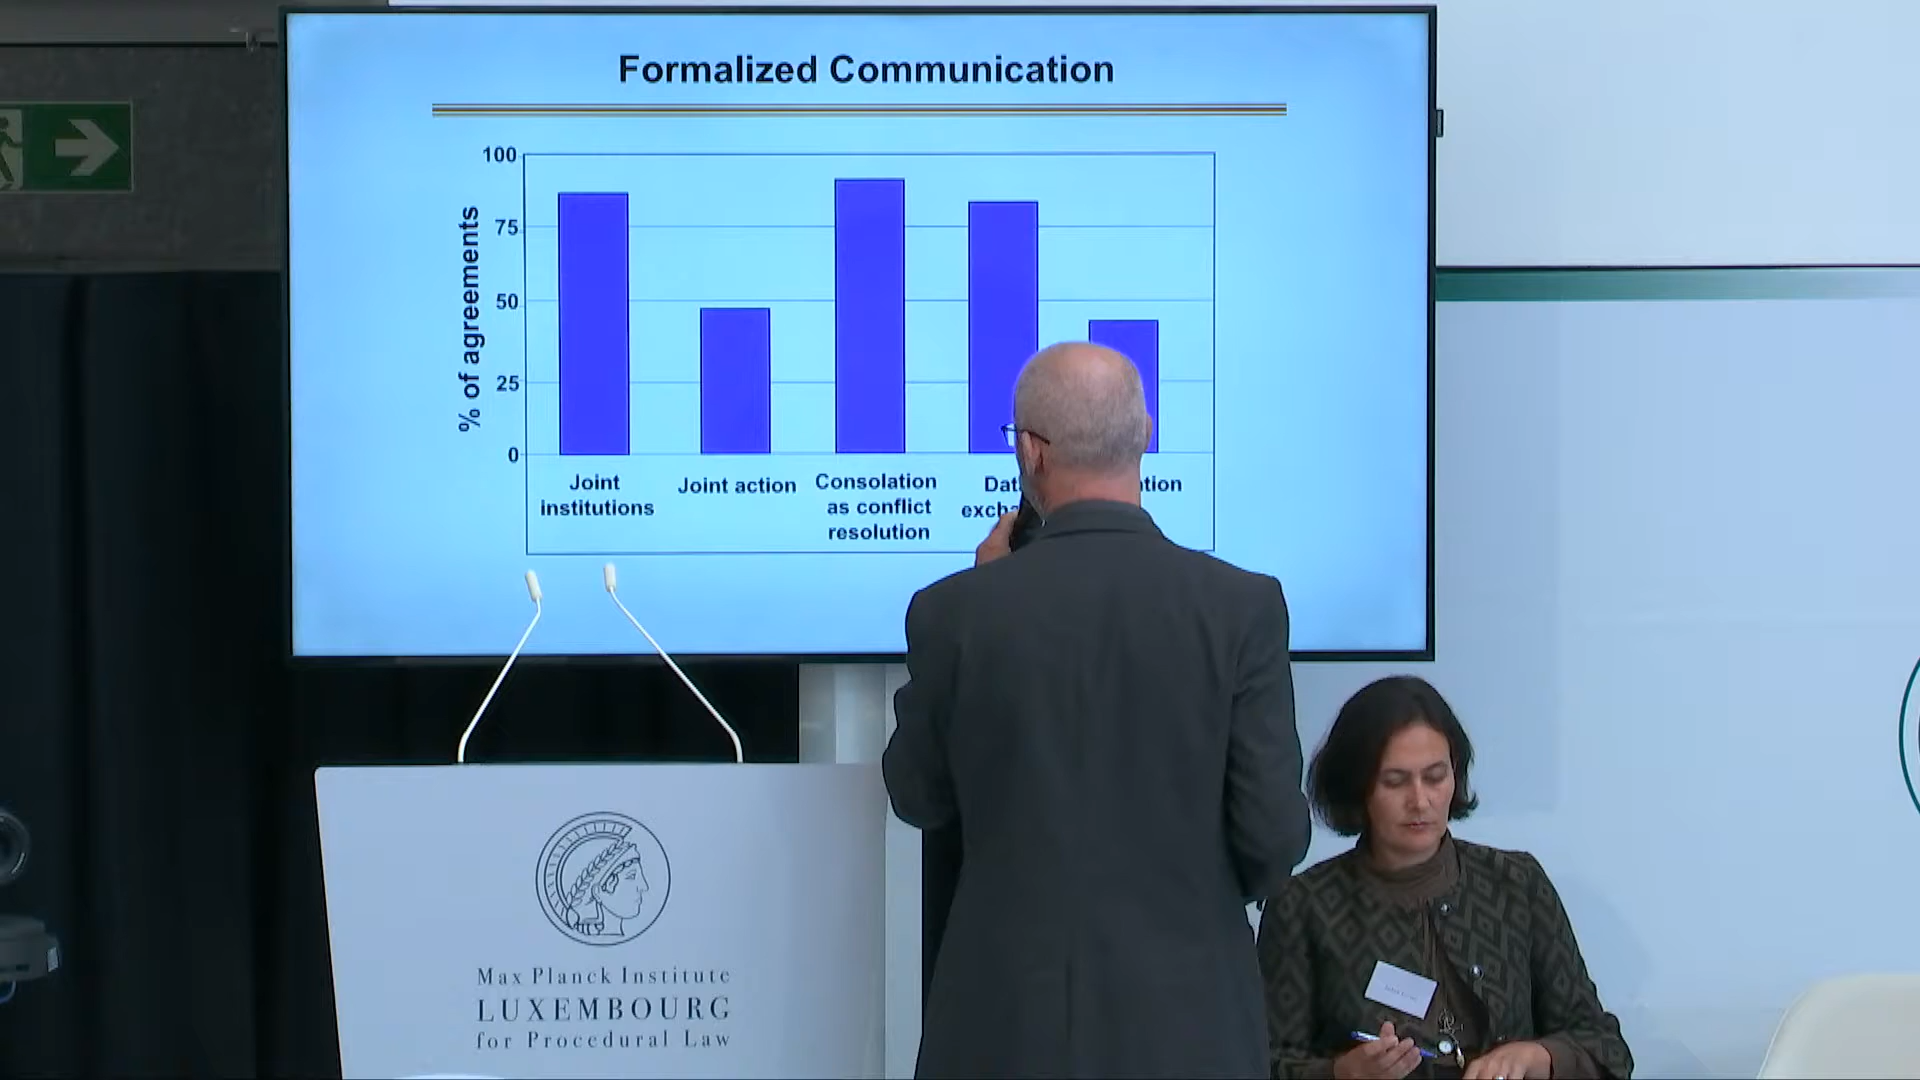 Formalized Communication
100
75
50
25
0
% of agreements
Joint
institutions
Joint action
Consolation
as conflict
resolution
Max Planck Institute
LUXEMBOURG
for Procedural Law